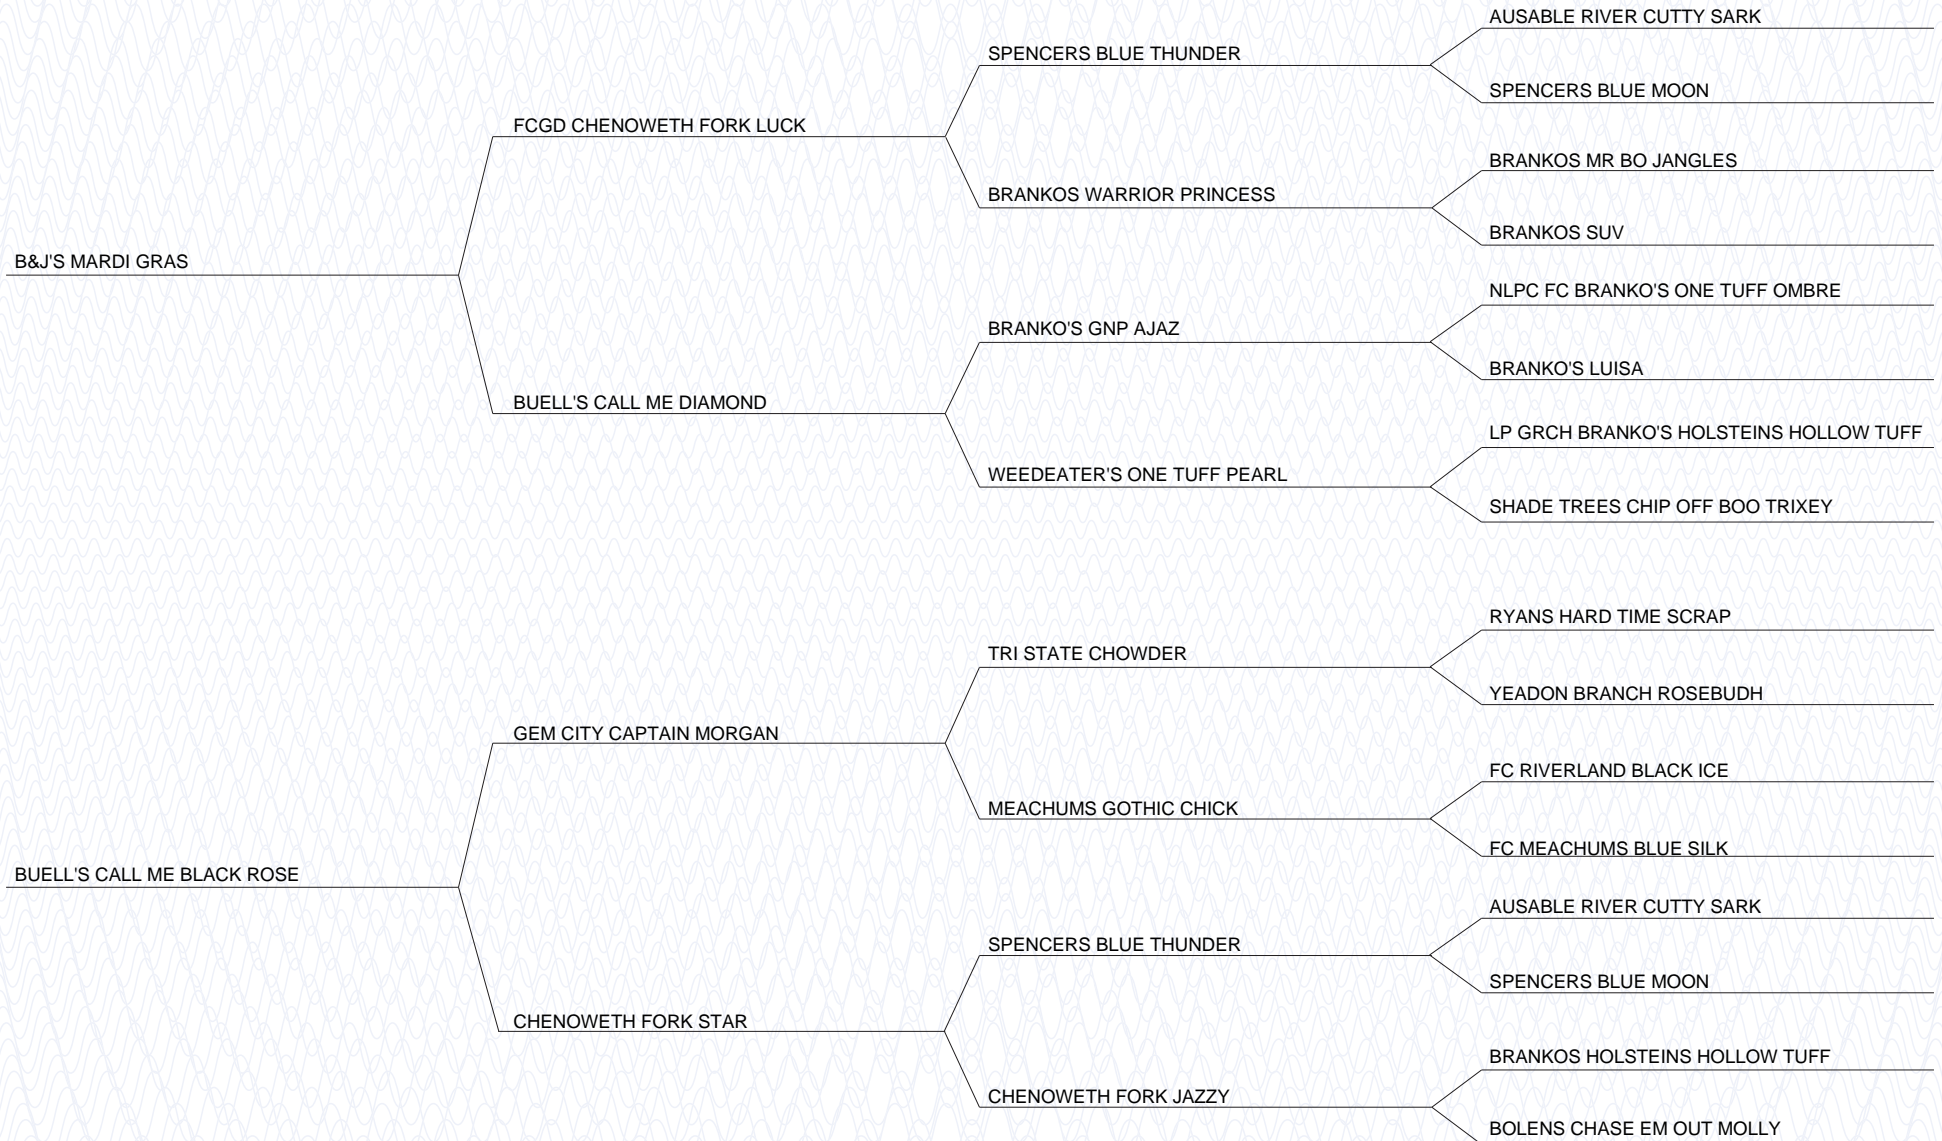 AUSABLE RIVER CUTTY SARK
SPENCERS BLUE THUNDER
SPENCERS BLUE MOON
FCGD CHENOWETH FORK LUCK
BRANKOS MR BO JANGLES
BRANKOS WARRIOR PRINCESS
BRANKOS SUV
B&J'S MARDI GRAS
NLPC FC BRANKO'S ONE TUFF OMBRE
BRANKO'S GNP AJAZ
BRANKO'S LUISA
BUELL'S CALL ME DIAMOND
LP GRCH BRANKO'S HOLSTEINS HOLLOW TUFF
WEEDEATER'S ONE TUFF PEARL
SHADE TREES CHIP OFF BOO TRIXEY
RYANS HARD TIME SCRAP
TRI STATE CHOWDER
YEADON BRANCH ROSEBUDH
GEM CITY CAPTAIN MORGAN
FC RIVERLAND BLACK ICE
MEACHUMS GOTHIC CHICK
FC MEACHUMS BLUE SILK
BUELL'S CALL ME BLACK ROSE
AUSABLE RIVER CUTTY SARK
SPENCERS BLUE THUNDER
SPENCERS BLUE MOON
CHENOWETH FORK STAR
BRANKOS HOLSTEINS HOLLOW TUFF
CHENOWETH FORK JAZZY
BOLENS CHASE EM OUT MOLLY